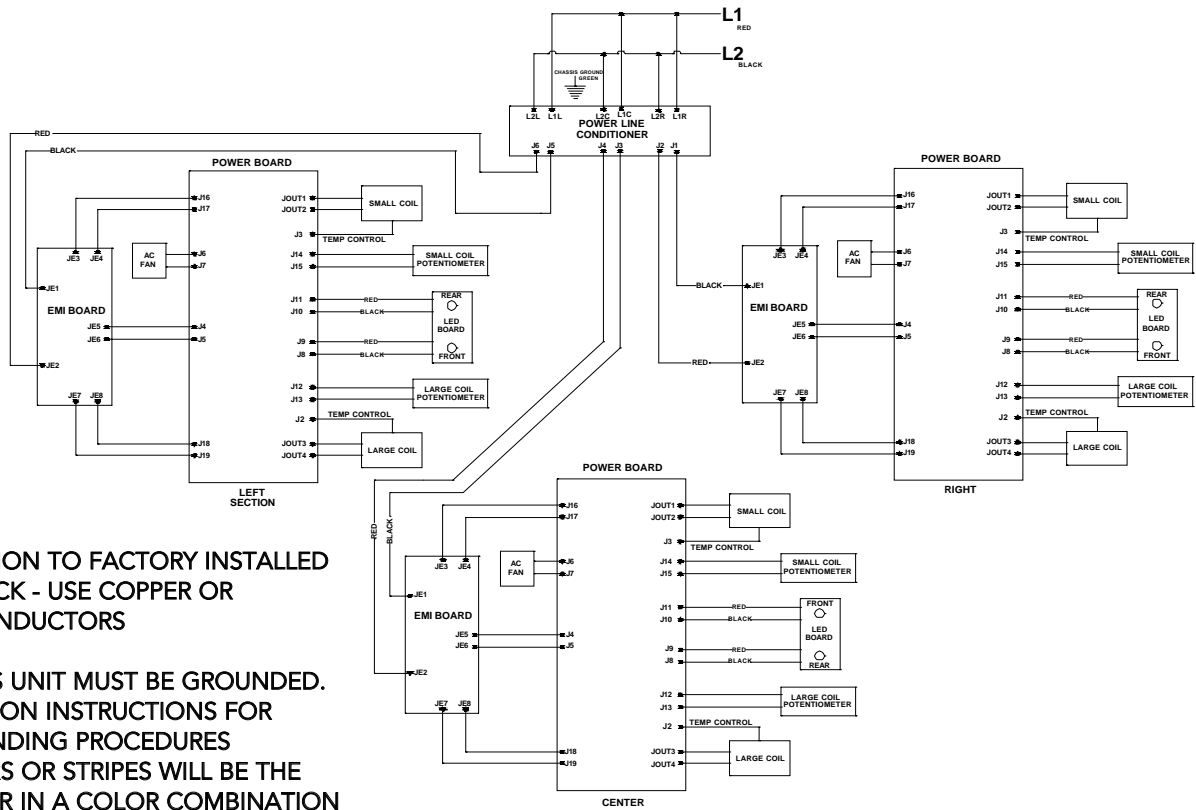 L1
RED
L2
BLACK
CHASSIS GROUND
GREEN
L2L L1L L2C L1C L2R L1R
POWER LINE
CONDITIONER
J6 J5 J4 J3 J2 J1
RED
BLACK
POWER BOARD
J16
J17
JOUT1
JOUT2
SMALL COIL
J3
TEMP CONTROL
AC
FAN
J6
J7
J14
J15
SMALL COIL
POTENTIOMETER
JE3 JE4
JE1
EMI BOARD
JE5
JE6
JE2
JE7 JE8
J4
J5
J11
J10
RED
BLACK
REAR
LED
BOARD
FRONT
J9
J8
RED
BLACK
J12
J13
LARGE COIL
POTENTIOMETER
J2
TEMP CONTROL
J18
J19
JOUT3
JOUT4
LARGE COIL
LEFT
SECTION
POWER BOARD
J16
J17
JOUT1
JOUT2
SMALL COIL
J3
TEMP CONTROL
AC
FAN
J6
J7
J14
J15
SMALL COIL
POTENTIOMETER
JE3 JE4
BLACK
JE1
EMI BOARD
JE5
JE6
RED
JE2
JE7 JE8
J4
J5
J11
J10
RED
BLACK
REAR
LED
BOARD
FRONT
J9
J8
RED
BLACK
J12
J13
LARGE COIL
POTENTIOMETER
J2
TEMP CONTROL
J18
J19
JOUT3
JOUT4
LARGE COIL
RIGHT
POWER BOARD
RED
BLACK
J16
J17
JOUT1
JOUT2
SMALL COIL
J3
TEMP CONTROL
AC
FAN
J6
J7
J14
J15
SMALL COIL
POTENTIOMETER
JE3 JE4
JE1
EMI BOARD
JE5
JE6
JE2
JE7 JE8
J4
J5
J11
J10
RED
BLACK
FRONT
LED
BOARD
REAR
J9
J8
RED
BLACK
J12
J13
LARGE COIL
POTENTIOMETER
J2
TEMP CONTROL
J18
J19
JOUT3
JOUT4
LARGE COIL
CENTER
ION TO FACTORY INSTALLED
CK - USE COPPER OR
NDUCTORS
S UNIT MUST BE GROUNDED.
ION INSTRUCTIONS FOR
NDING PROCEDURES
RS OR STRIPES WILL BE THE
R IN A COLOR COMBINATION